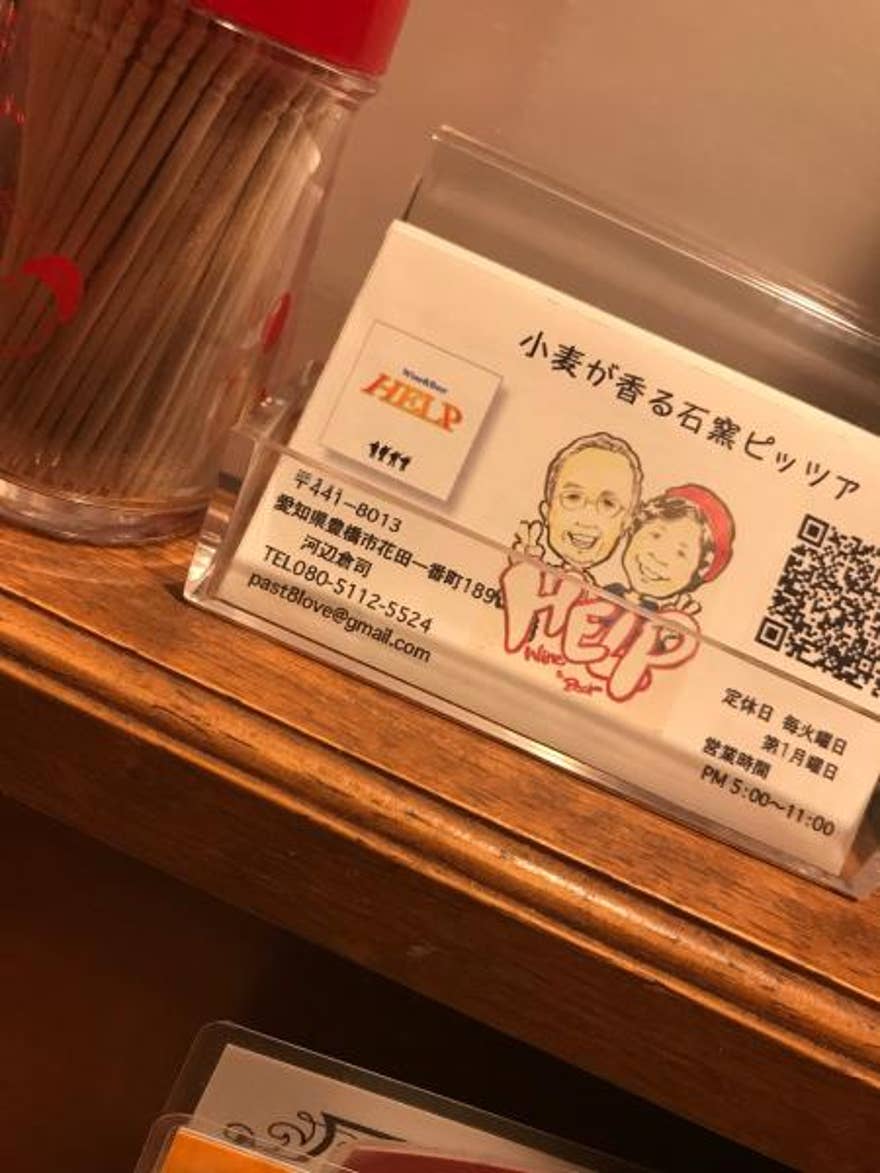 小麦が香る石窯ピッツァ
Wine&Bar
HELP
〒441-8013
愛知県豊橋市花田一番町189
河辺倉司
TEL080-5112-5524
past8love@gmail.com
HELP
Wine
& Bar
定休日 毎火曜日
第1月曜日
営業時間
PM 5:00~11:00